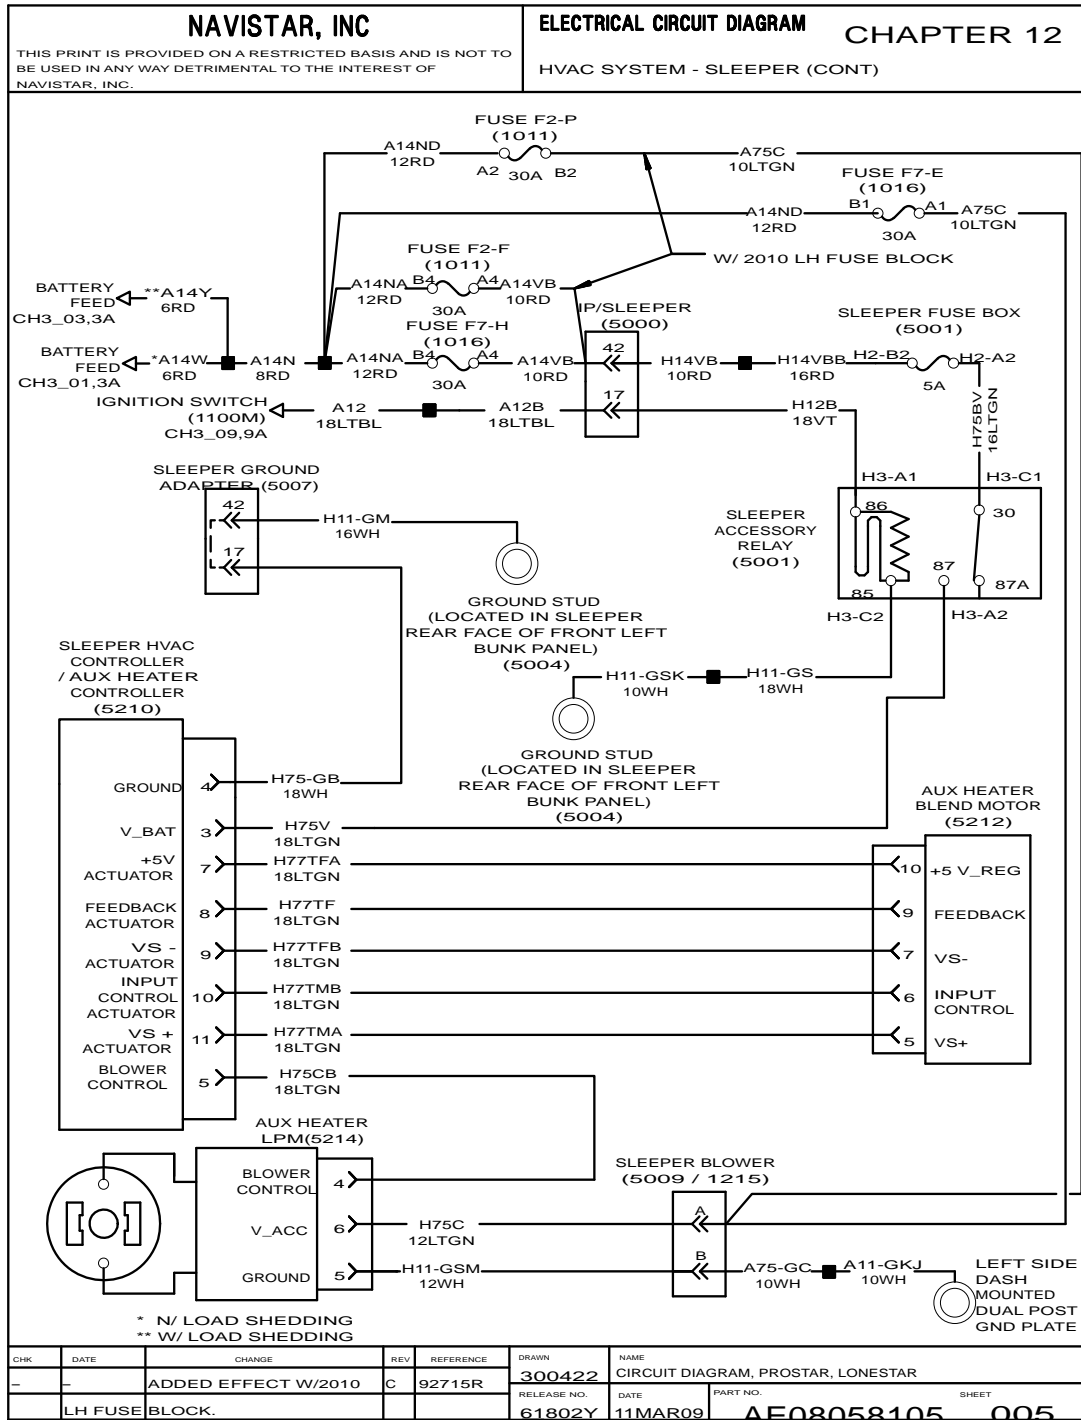 NAVISTAR, INC
THIS PRINT IS PROVIDED ON A RESTRICTED BASIS AND IS NOT TO
BE USED IN ANY WAY DETRIMENTAL TO THE INTEREST OF
NAVISTAR, INC.
ELECTRICAL CIRCUIT DIAGRAM
CHAPTER 12
HVAC SYSTEM - SLEEPER (CONT)
FUSE F2-P
(1011)
A14ND
12RD
A2 30A B2
A75C
10LTGN
FUSE F7-E
(1016)
A14ND
12RD
B1
A1
30A
A75C
10LTGN
W/ 2010 LH FUSE BLOCK
FUSE F2-F
(1011)
A14NA
12RD
B4
A4
30A
A14VB
10RD
BATTERY
FEED
CH3_03,3A
**A14Y
6RD
IP/SLEEPER
(5000)
SLEEPER FUSE BOX
(5001)
FUSE F7-H
(1016)
BATTERY
FEED
CH3_01,3A
*A14W
6RD
A14N
8RD
A14NA
12RD
B4
A4
30A
A14VB
10RD
42
H14VB
10RD
H14VBB
16RD
H2-B2
H2-A2
5A
IGNITION SWITCH
(1100M)
CH3_09,9A
A12
18LTBL
A12B
18LTBL
17
H12B
18VT
H75BV
16LTGN
SLEEPER GROUND
ADAPTER (5007)
42
17
H11-GM
16WH
H3-A1
H3-C1
SLEEPER
ACCESSORY
RELAY
(5001)
86
30
87
85
87A
H3-C2
H3-A2
GROUND STUD
(LOCATED IN SLEEPER
REAR FACE OF FRONT LEFT
BUNK PANEL)
(5004)
H11-GSK
10WH
H11-GS
18WH
GROUND STUD
(LOCATED IN SLEEPER
REAR FACE OF FRONT LEFT
BUNK PANEL)
(5004)
SLEEPER HVAC
CONTROLLER
/ AUX HEATER
CONTROLLER
(5210)
GROUND
4
H75-GB
18WH
V_BAT
3
H75V
18LTGN
+5V
ACTUATOR
7
H77TFA
18LTGN
FEEDBACK
ACTUATOR
8
H77TF
18LTGN
VS -
ACTUATOR
9
H77TFB
18LTGN
INPUT
CONTROL
ACTUATOR
10
H77TMB
18LTGN
VS +
ACTUATOR
11
H77TMA
18LTGN
BLOWER
CONTROL
5
H75CB
18LTGN
AUX HEATER
BLEND MOTOR
(5212)
10 +5 V_REG
9 FEEDBACK
7 VS-
6 INPUT
CONTROL
5 VS+
AUX HEATER
LPM(5214)
BLOWER
CONTROL
4
V_ACC
6
H75C
12LTGN
GROUND
5
H11-GSM
12WH
SLEEPER BLOWER
(5009 / 1215)
A
B
A75-GC
10WH
A11-GKJ
10WH
LEFT SIDE
DASH
MOUNTED
DUAL POST
GND PLATE
* N/ LOAD SHEDDING
** W/ LOAD SHEDDING
CHK DATE CHANGE REV REFERENCE
– – ADDED EFFECT W/2010 C 92715R
LH FUSE BLOCK.
DRAWN
300422
NAME
CIRCUIT DIAGRAM, PROSTAR, LONESTAR
RELEASE NO.
61802Y
DATE
11MAR09
PART NO.
AE08058105
SHEET
005